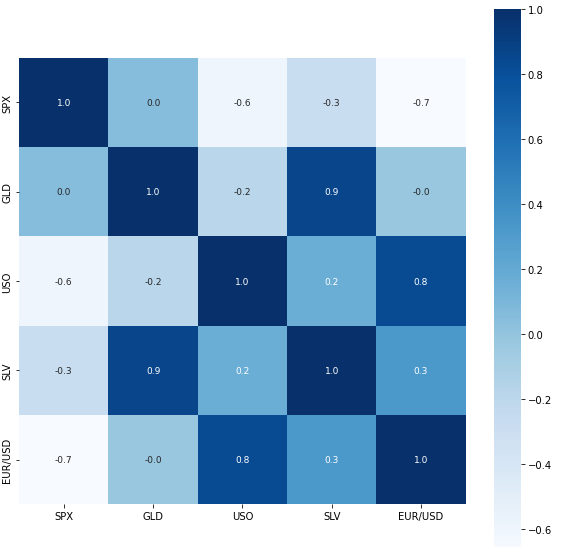 1.0
0.8
0.6
0.4
0.2
0.0
−0.2
−0.4
−0.6
SPX 1.0 0.0 -0.6 -0.3 -0.7
GLD 0.0 1.0 -0.2 0.9 -0.0
USO -0.6 -0.2 1.0 0.2 0.8
SLV -0.3 0.9 0.2 1.0 0.3
EUR/USD -0.7 -0.0 0.8 0.3 1.0
SPX GLD USO SLV EUR/USD